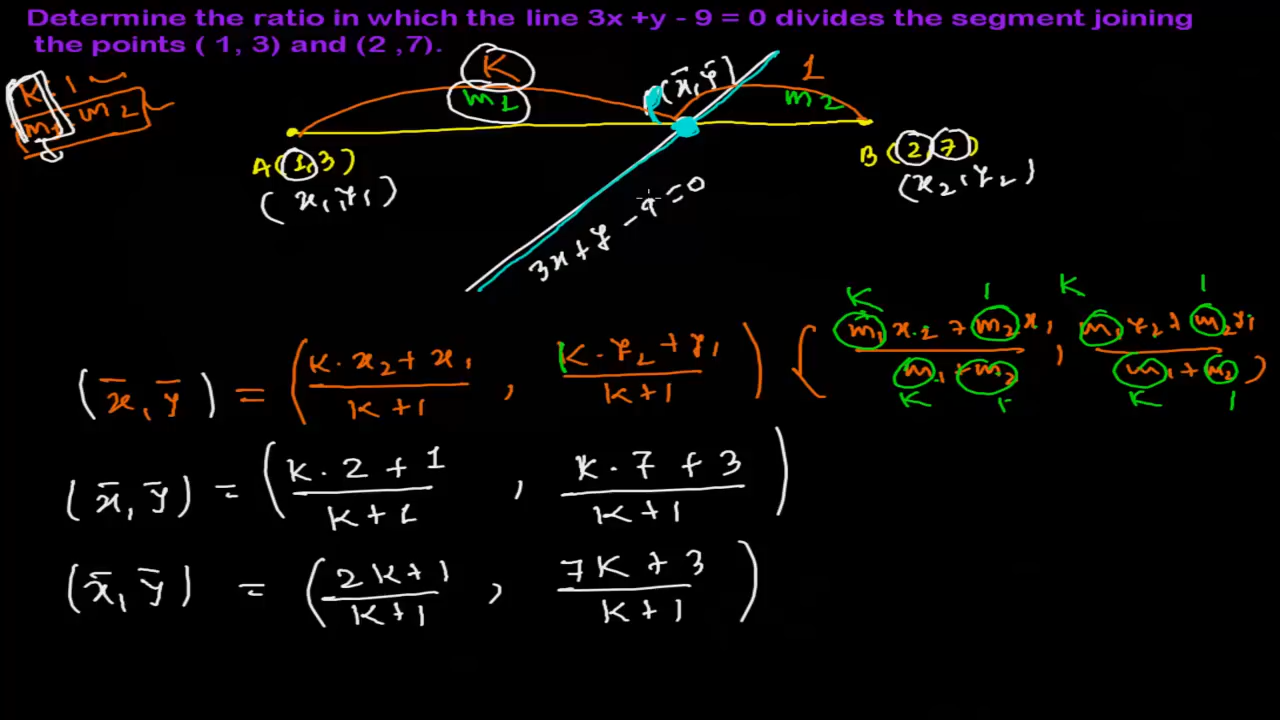 Determine the ratio in which the line 3x +y - 9 = 0 divides the segment joining
the points ( 1, 3) and (2 ,7).
K : 1
m1 : m2
K
m1
(x̄, ȳ)
1
m2
A (1, 3)
(x1, y1)
B (2, 7)
(x2, y2)
3x + y - 9 = 0
K 1 K 1
(x̄, ȳ) = ( K · x2 + x1 / K + 1 , K · y2 + y1 / K + 1 ) ( m1 x2 + m2 x1 / m1 + m2 , m1 y2 + m2 y1 / m1 + m2 )
K 1 K 1
(x̄, ȳ) = ( K · 2 + 1 / K + 1 , K · 7 + 3 / K + 1 )
(x̄, ȳ) = ( 2K + 1 / K + 1 , 7K + 3 / K + 1 )